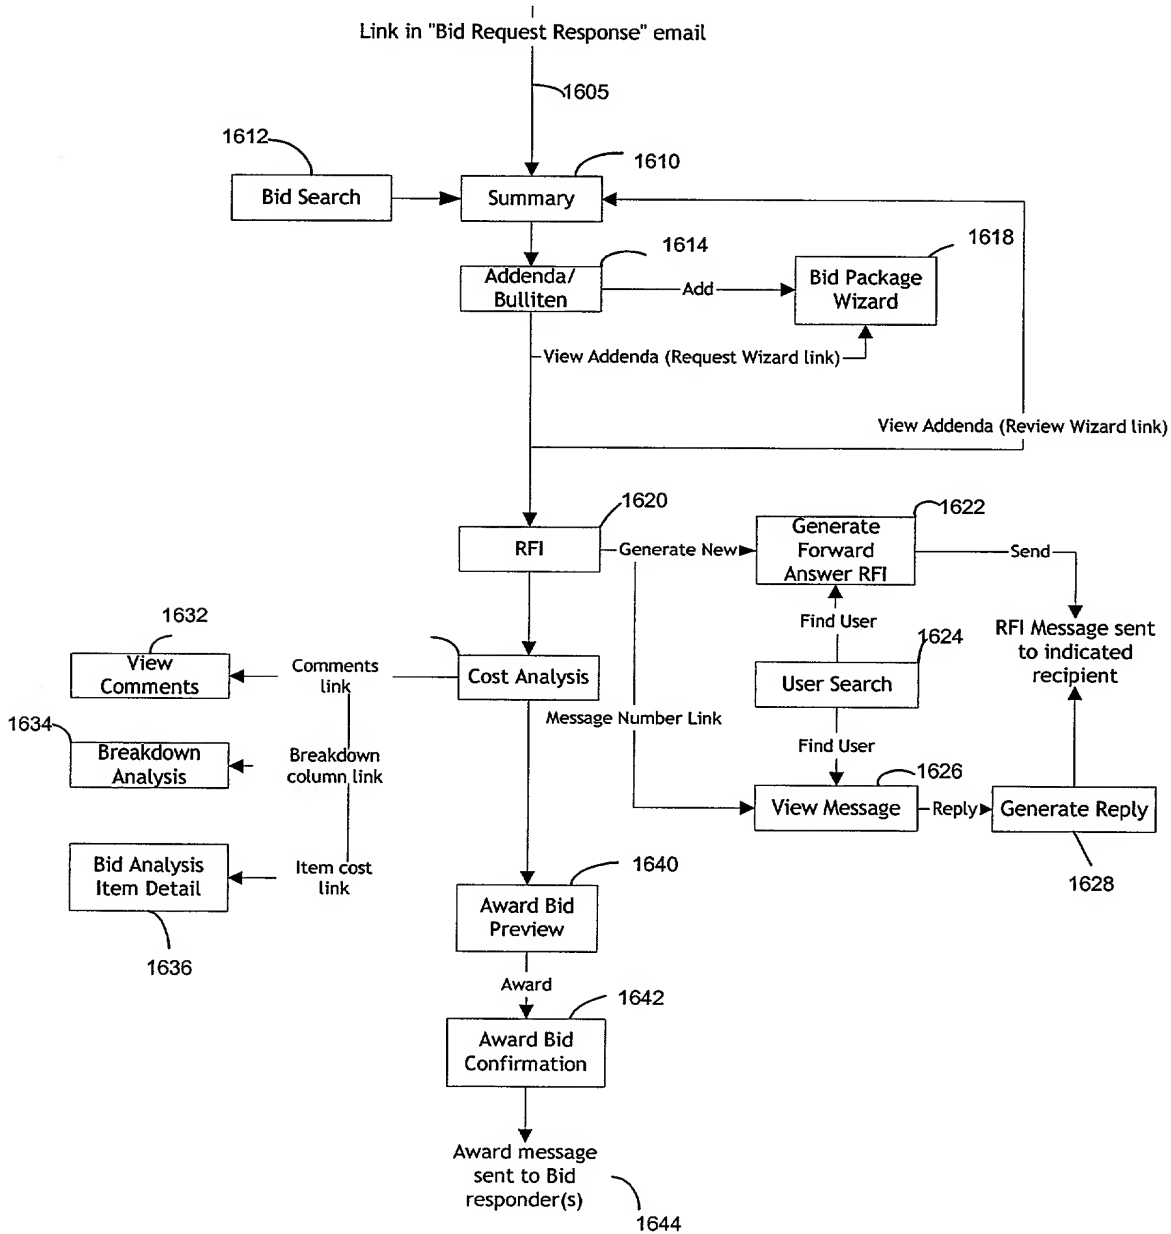 Link in "Bid Request Response" email
1605
1612
1610
Bid Search
Summary
1614
1618
Addenda/
Bulliten
Add
Bid Package
Wizard
View Addenda (Request Wizard link)
View Addenda (Review Wizard link)
1620
1622
RFI
Generate New
Generate
Forward
Answer RFI
Send
Find User
1624
RFI Message sent
to indicated
recipient
1632
View
Comments
Comments
link
Cost Analysis
User Search
Message Number Link
1634
Breakdown
Analysis
Breakdown
column link
Find User
1626
View Message
Reply
Generate Reply
1628
Bid Analysis
Item Detail
Item cost
link
1636
1640
Award Bid
Preview
Award
1642
Award Bid
Confirmation
Award message
sent to Bid
responder(s)
1644